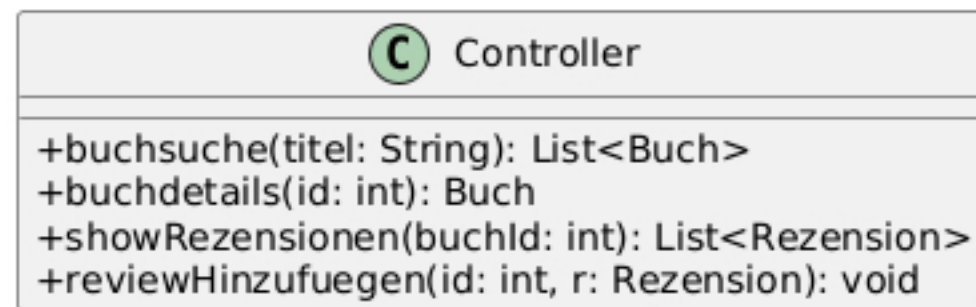 C Controller
+buchsuche(titel: String): List<Buch>
+buchdetails(id: int): Buch
+showRezensionen(buchId: int): List<Rezension>
+reviewHinzufuegen(id: int, r: Rezension): void